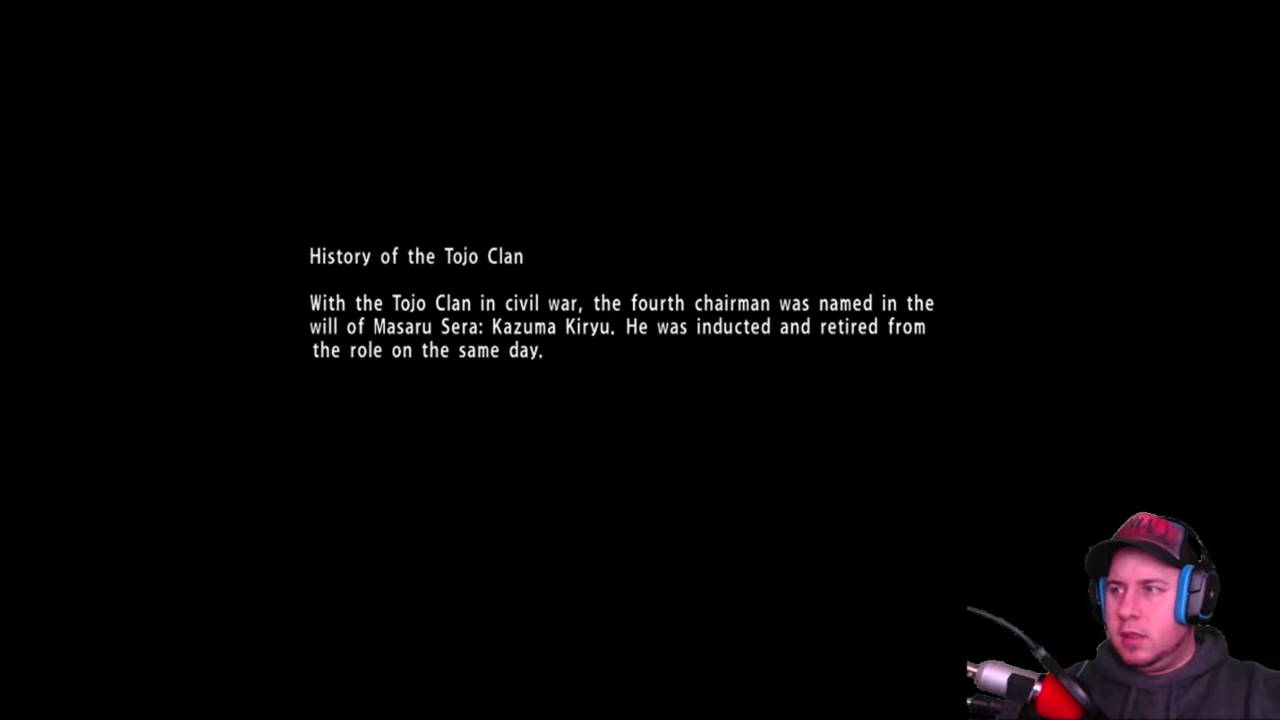 History of the Tojo Clan
With the Tojo Clan in civil war, the fourth chairman was named in the
will of Masaru Sera: Kazuma Kiryu. He was inducted and retired from
the role on the same day.